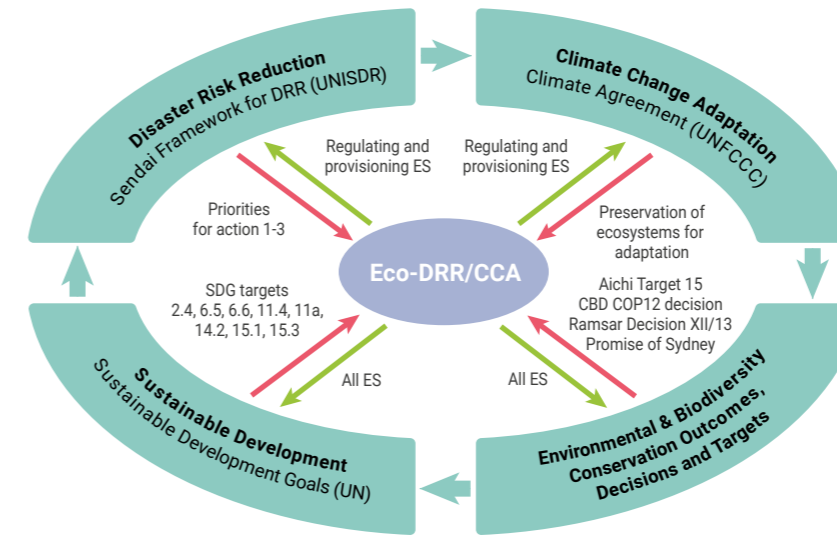 Disaster Risk Reduction
Sendai Framework for DRR (UNISDR)
Climate Change Adaptation
Climate Agreement (UNFCCC)
Regulating and
provisioning ES
Regulating and
provisioning ES
Priorities
for action 1-3
Preservation of
ecosystems for
adaptation
Eco-DRR/CCA
SDG targets
2.4, 6.5, 6.6, 11.4, 11a,
14.2, 15.1, 15.3
Aichi Target 15
CBD COP12 decision
Ramsar Decision XII/13
Promise of Sydney
All ES
All ES
Sustainable Development
Sustainable Development Goals (UN)
Environmental & Biodiversity
Conservation Outcomes,
Decisions and Targets